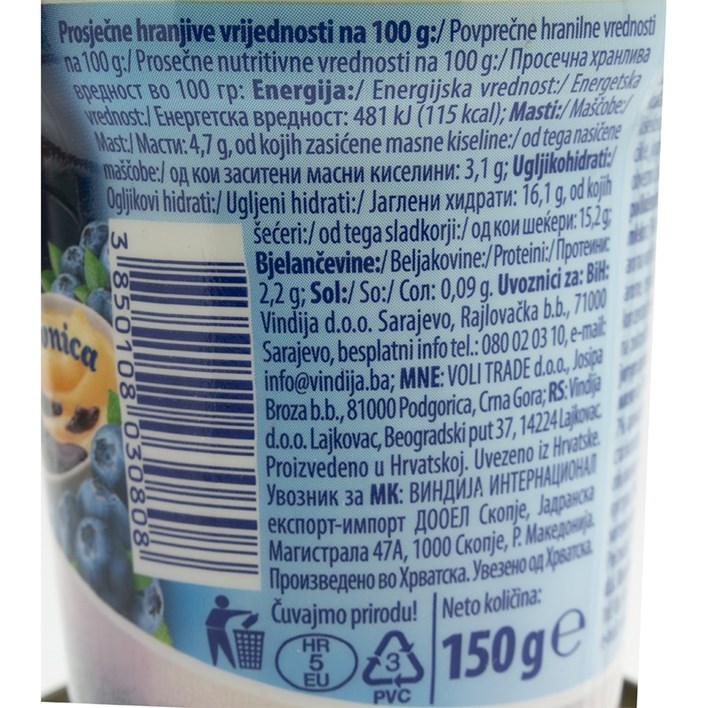 Prosječne hranjive vrijednosti na 100 g:/ Povprečne hranilne vrednosti
na 100 g:/ Prosečne nutritivne vrednosti na 100 g:/ Просечна хранлива
вредност во 100 гр: Energija:/ Energijska vrednost:/ Energetska
vrednost:/ Енергетска вредност: 481 kJ (115 kcal); Masti:/ Maščobe:/
Mast:/ Масти: 4,7 g, od kojih zasićene masne kiseline:/ od tega nasičene
maščobe:/ од кои заситени масни киселини: 3,1 g; Ugljikohidrati:/
Ogljikovi hidrati:/ Ugljeni hidrati:/ Јаглени хидрати: 16,1 g, od kojih
šećeri:/ od tega sladkorji:/ од кои шеќери: 15,2 g;
Bjelančevine:/ Beljakovine:/ Proteini:/ Протеини:
2,2 g; Sol:/ So:/ Сол: 0,09 g. Uvoznici za: BiH:
Vindija d.o.o. Sarajevo, Rajlovačka b.b., 71000
Sarajevo, besplatni info tel.: 080 02 03 10, e-mail:
info@vindija.ba; MNE: VOLI TRADE d.o.o., Josipa
Broza b.b., 81000 Podgorica, Crna Gora; RS: Vindija
d.o.o. Lajkovac, Beogradski put 37, 14224 Lajkovac.
Proizvedeno u Hrvatskoj. Uvezeno iz Hrvatske.
Увозник за МК: ВИНДИЈА ИНТЕРНАЦИОНАЛ
експорт-импорт ДООЕЛ Скопје, Јадранска
Магистрала 47А, 1000 Скопје, Р. Македонија.
Произведено во Хрватска. Увезено од Хрватска.
3 850108 030808
onica
Čuvajmo prirodu!
HR
5
EU
3
PVC
Neto količina:
150 g e